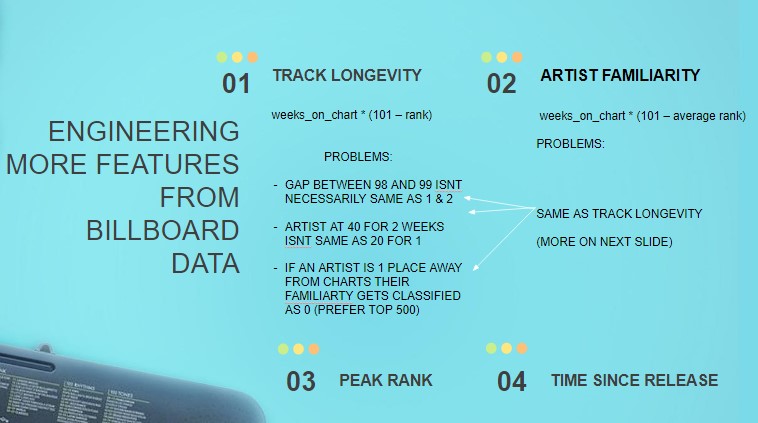 ENGINEERING
MORE FEATURES
FROM
BILLBOARD
DATA
01
TRACK LONGEVITY
weeks_on_chart * (101 – rank)
PROBLEMS:
- GAP BETWEEN 98 AND 99 ISNT
NECESSARILY SAME AS 1 & 2
- ARTIST AT 40 FOR 2 WEEKS
ISNT SAME AS 20 FOR 1
- IF AN ARTIST IS 1 PLACE AWAY
FROM CHARTS THEIR
FAMILIARTY GETS CLASSIFIED
AS 0 (PREFER TOP 500)
02
ARTIST FAMILIARITY
weeks_on_chart * (101 – average rank)
PROBLEMS:
SAME AS TRACK LONGEVITY
(MORE ON NEXT SLIDE)
03
PEAK RANK
04
TIME SINCE RELEASE